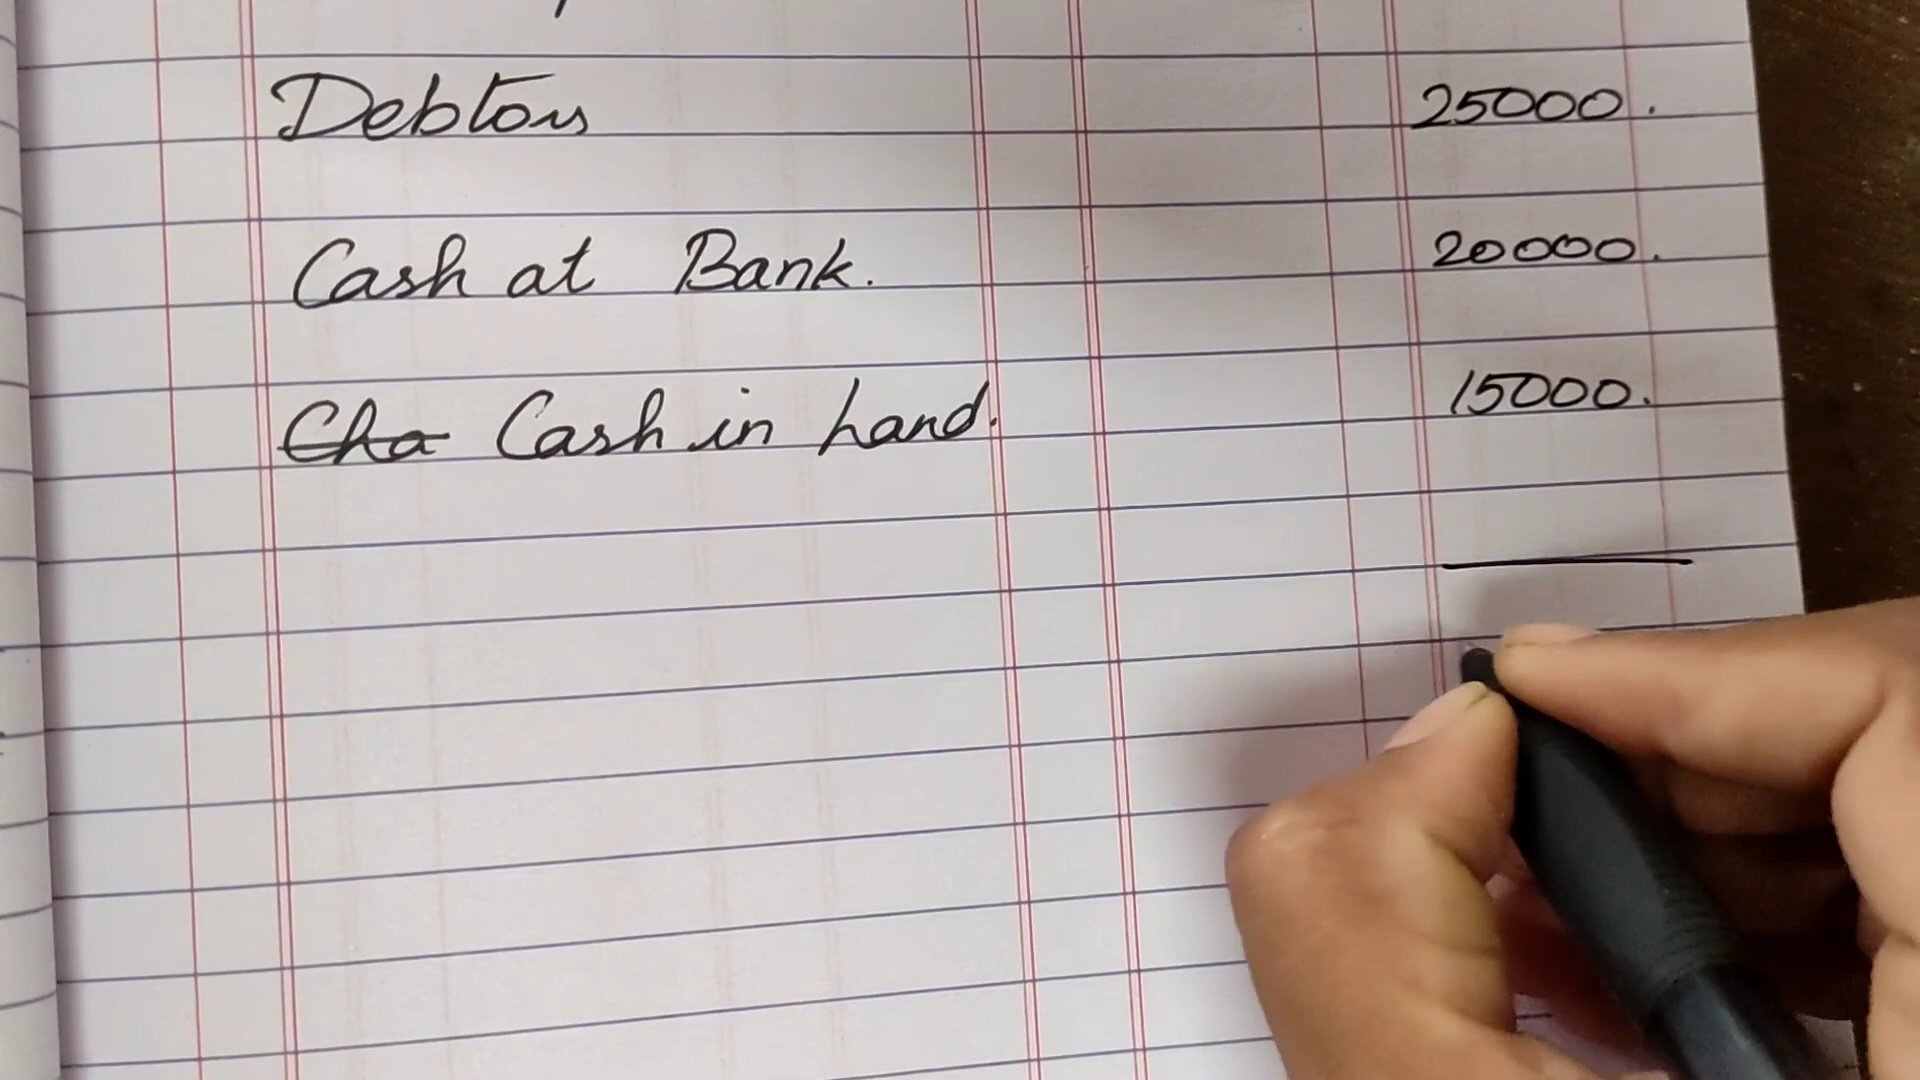 Debtors 25000.
Cash at Bank. 20000.
Cha Cash in hand. 15000.